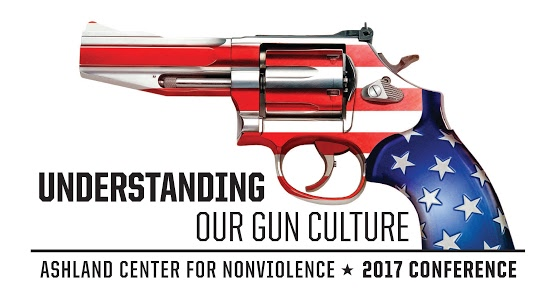 UNDERSTANDING
OUR GUN CULTURE
ASHLAND CENTER FOR NONVIOLENCE ★ 2017 CONFERENCE